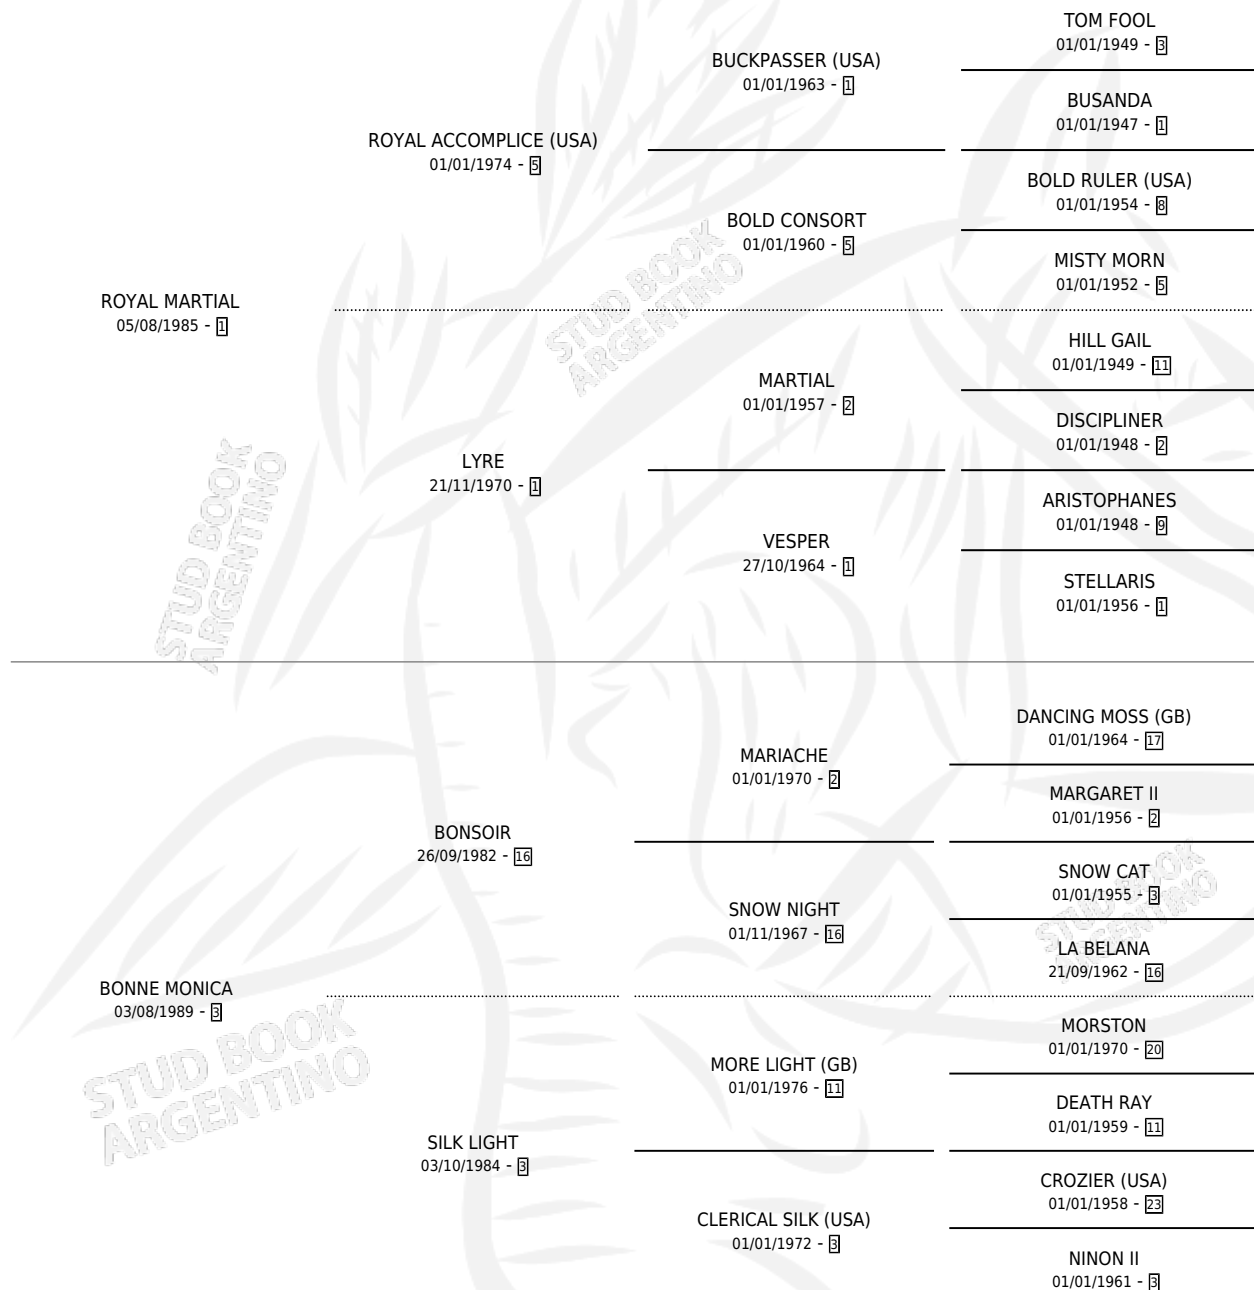 TOM FOOL
01/01/1949 - 3
BUCKPASSER (USA)
01/01/1963 - 1
BUSANDA
01/01/1947 - 1
ROYAL ACCOMPLICE (USA)
01/01/1974 - 5
BOLD RULER (USA)
01/01/1954 - 8
BOLD CONSORT
01/01/1960 - 5
MISTY MORN
01/01/1952 - 5
ROYAL MARTIAL
05/08/1985 - 1
HILL GAIL
01/01/1949 - 11
MARTIAL
01/01/1957 - 2
DISCIPLINER
01/01/1948 - 2
LYRE
21/11/1970 - 1
ARISTOPHANES
01/01/1948 - 9
VESPER
27/10/1964 - 1
STELLARIS
01/01/1956 - 1
DANCING MOSS (GB)
01/01/1964 - 17
MARIACHE
01/01/1970 - 2
MARGARET II
01/01/1956 - 2
BONSOIR
26/09/1982 - 16
SNOW CAT
01/01/1955 - 3
SNOW NIGHT
01/11/1967 - 16
LA BELANA
21/09/1962 - 16
BONNE MONICA
03/08/1989 - 3
MORSTON
01/01/1970 - 20
MORE LIGHT (GB)
01/01/1976 - 11
DEATH RAY
01/01/1959 - 11
SILK LIGHT
03/10/1984 - 3
CROZIER (USA)
01/01/1958 - 23
CLERICAL SILK (USA)
01/01/1972 - 3
NINON II
01/01/1961 - 3
STUD BOOK
ARGENTINO
STUD BOOK
ARGENTINO
STUD BOOK
ARGENTINO
STUD BOOK
ARGENTINO